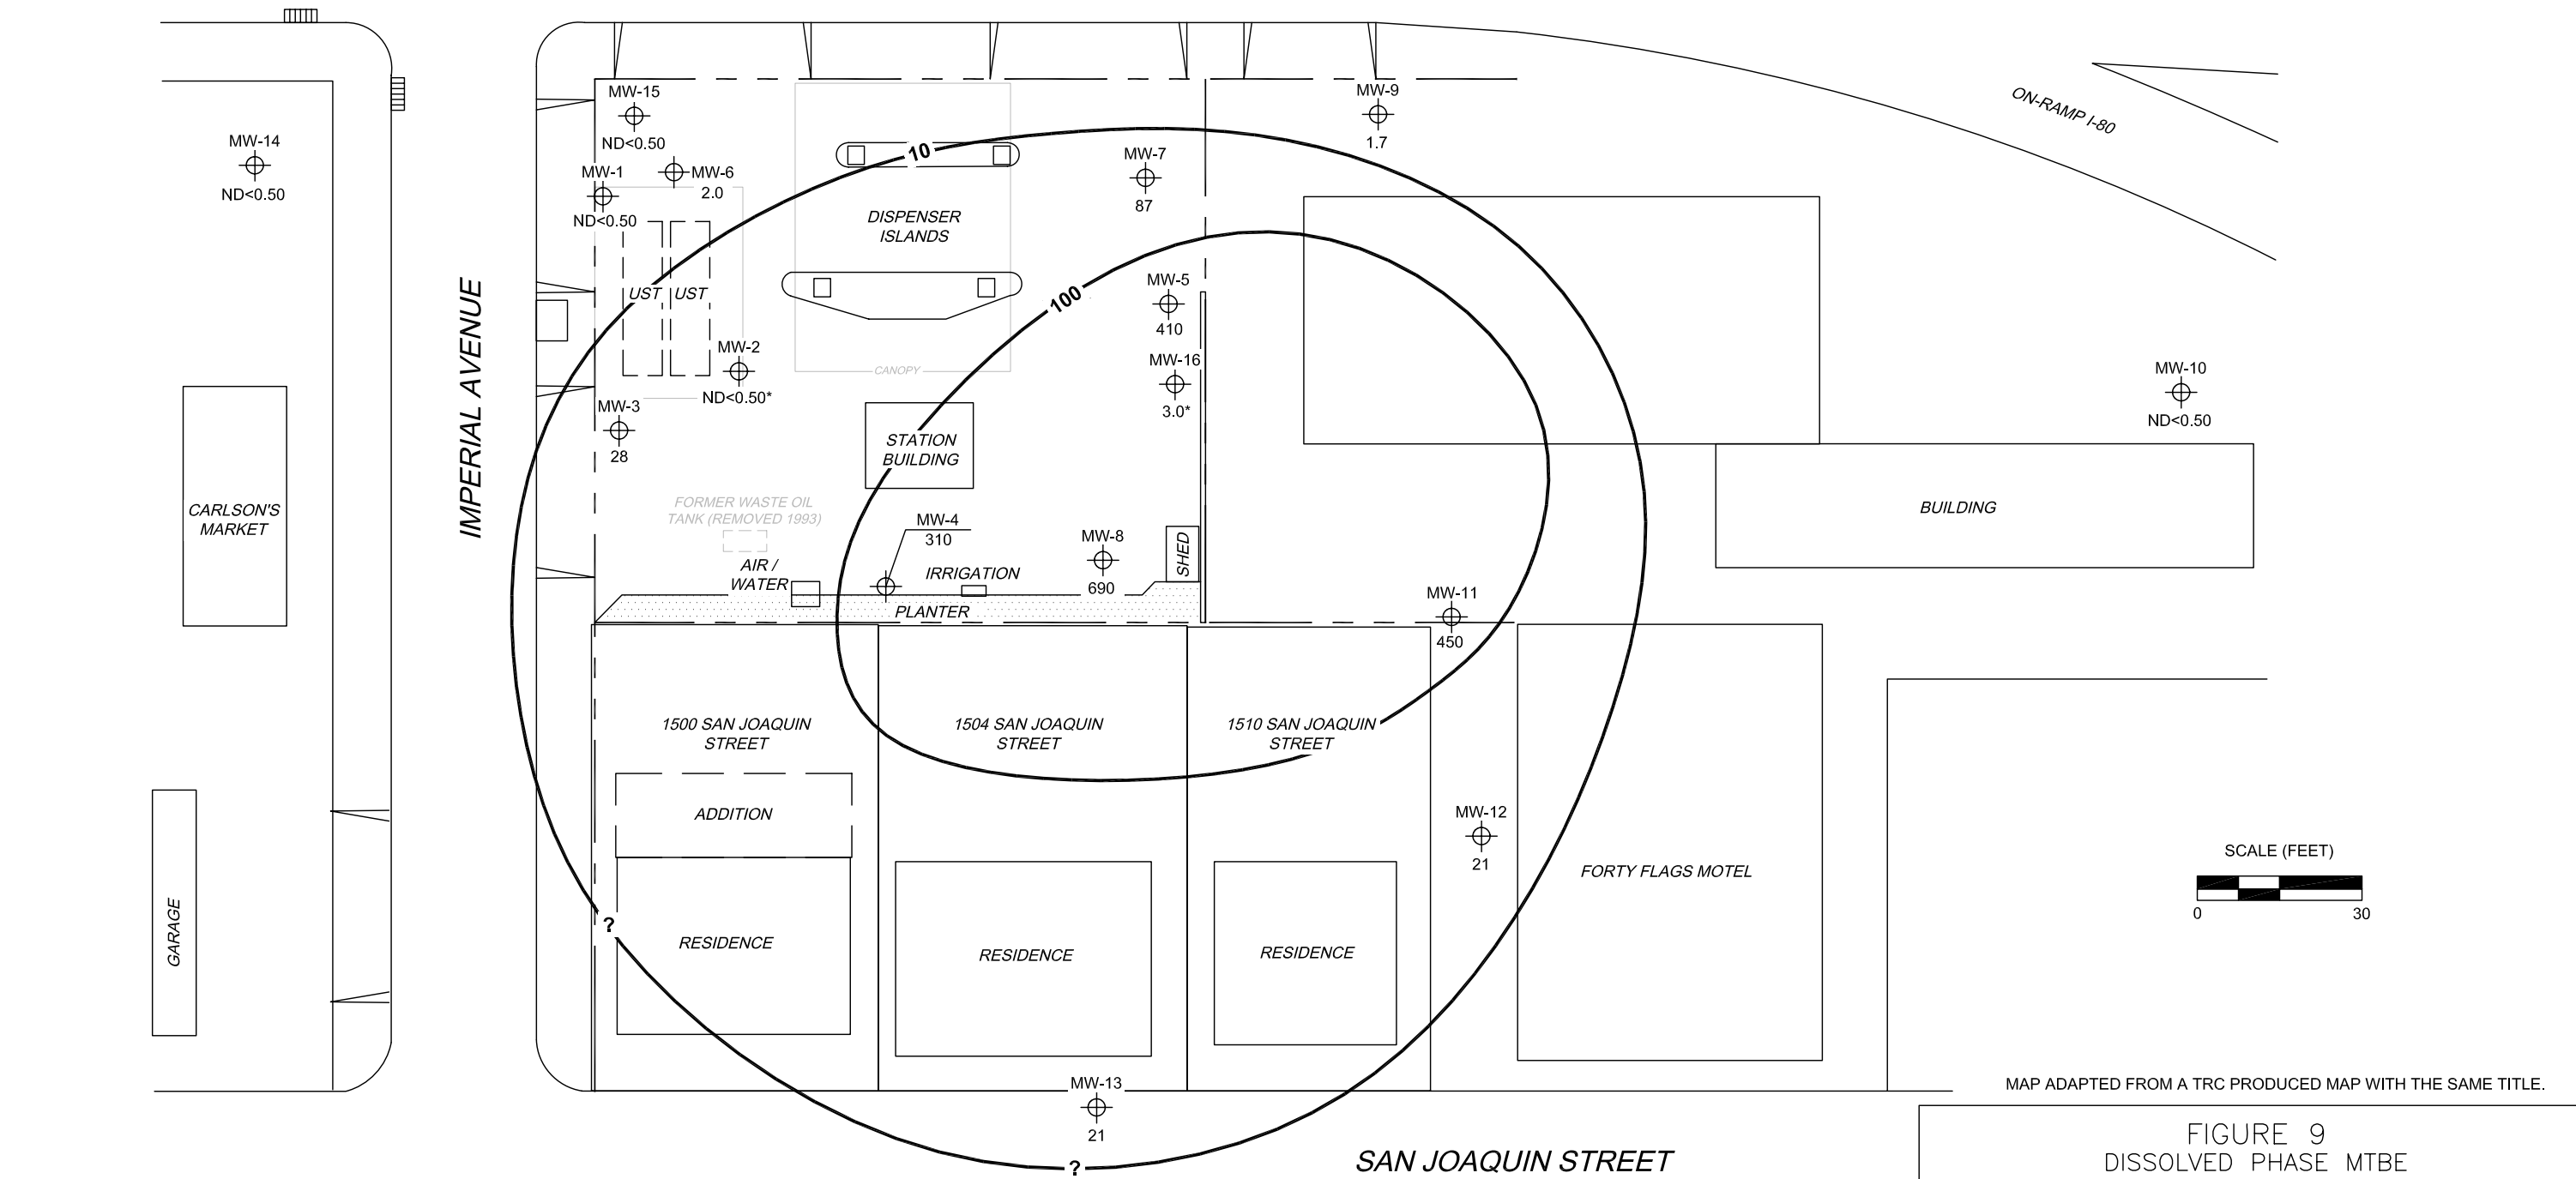 MW-15
ND<0.50
MW-14
ND<0.50
MW-1
ND<0.50
MW-6
2.0
10
DISPENSER
ISLANDS
MW-7
87
MW-9
1.7
ON-RAMP I-80
UST
UST
100
MW-5
410
MW-16
3.0*
MW-2
ND<0.50*
CANOPY
MW-3
28
IMPERIAL AVENUE
STATION
BUILDING
MW-10
ND<0.50
CARLSON'S
MARKET
FORMER WASTE OIL
TANK (REMOVED 1993)
MW-4
310
MW-8
690
SHED
BUILDING
AIR /
WATER
IRRIGATION
PLANTER
MW-11
450
1500 SAN JOAQUIN
STREET
1504 SAN JOAQUIN
STREET
1510 SAN JOAQUIN
STREET
ADDITION
MW-12
21
FORTY FLAGS MOTEL
SCALE (FEET)
0
30
GARAGE
?
RESIDENCE
RESIDENCE
RESIDENCE
MW-13
21
?
SAN JOAQUIN STREET
MAP ADAPTED FROM A TRC PRODUCED MAP WITH THE SAME TITLE.
FIGURE 9
DISSOLVED PHASE MTBE